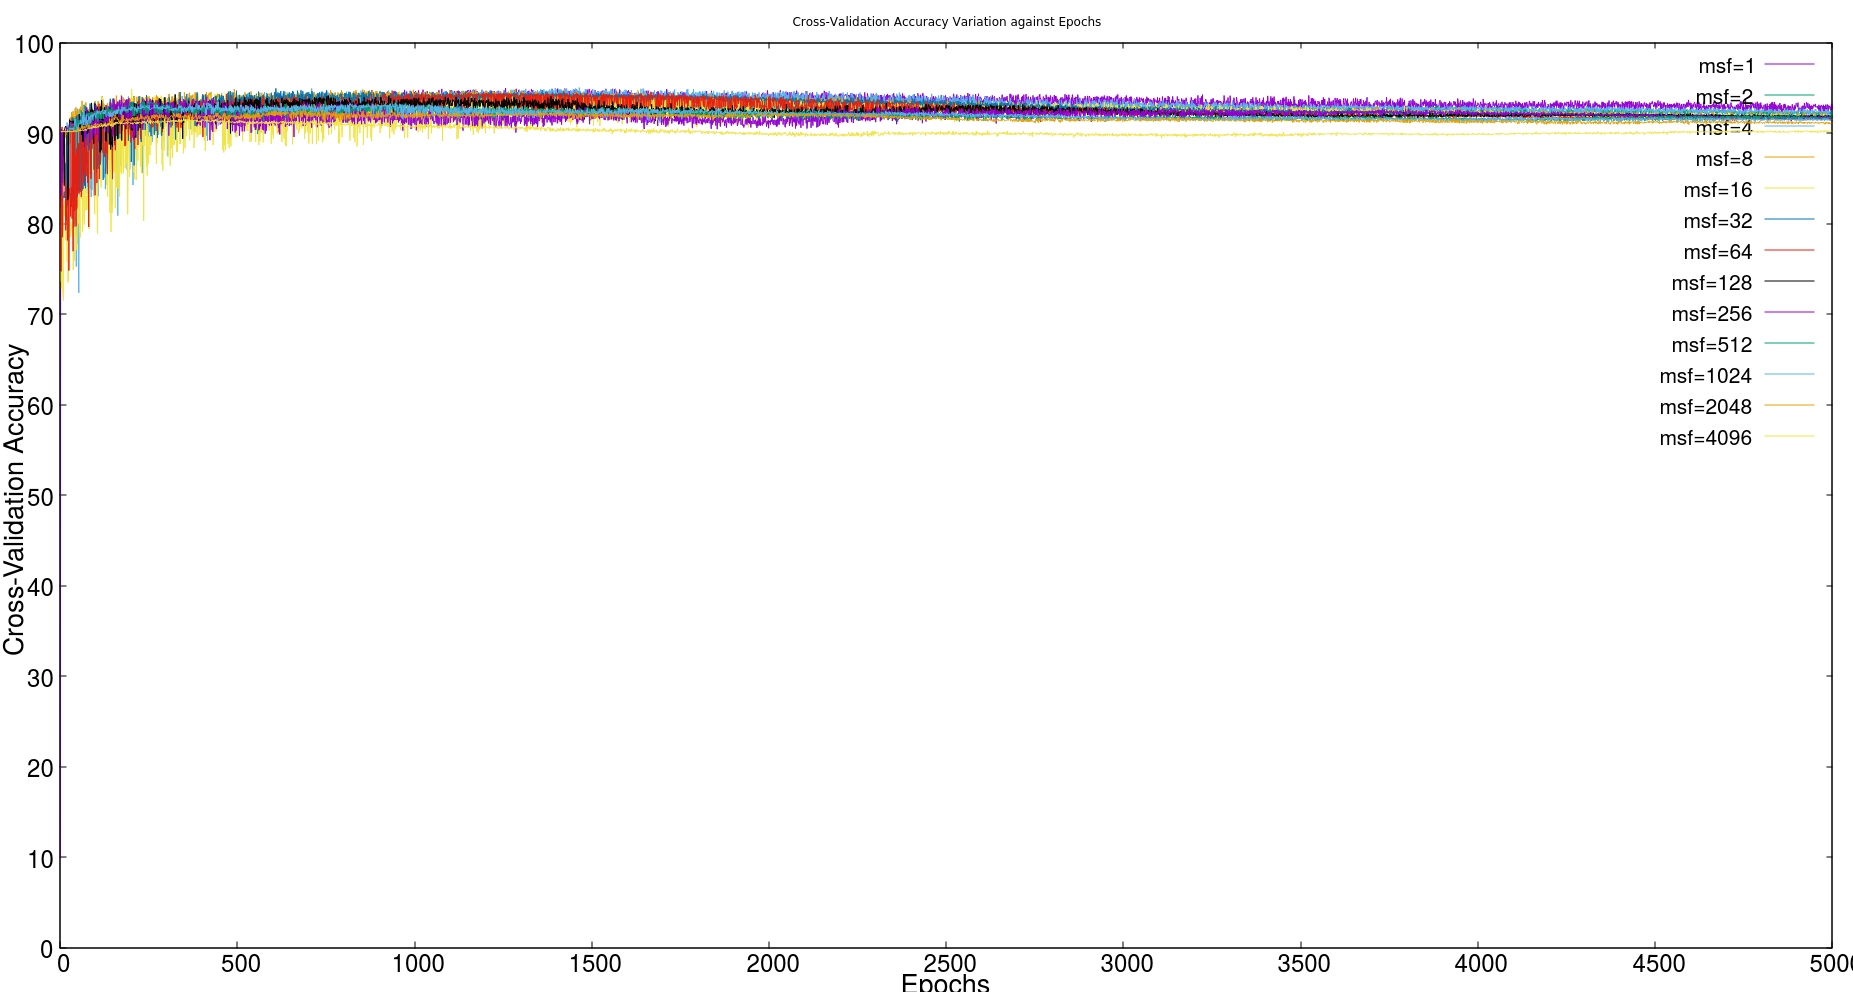 Cross-Validation Accuracy Variation against Epochs
100
90
80
70
60
50
40
30
20
10
0
Cross-Validation Accuracy
msf=1
msf=2
msf=4
msf=8
msf=16
msf=32
msf=64
msf=128
msf=256
msf=512
msf=1024
msf=2048
msf=4096
0 500 1000 1500 2000 2500 3000 3500 4000 4500 5000
Epochs